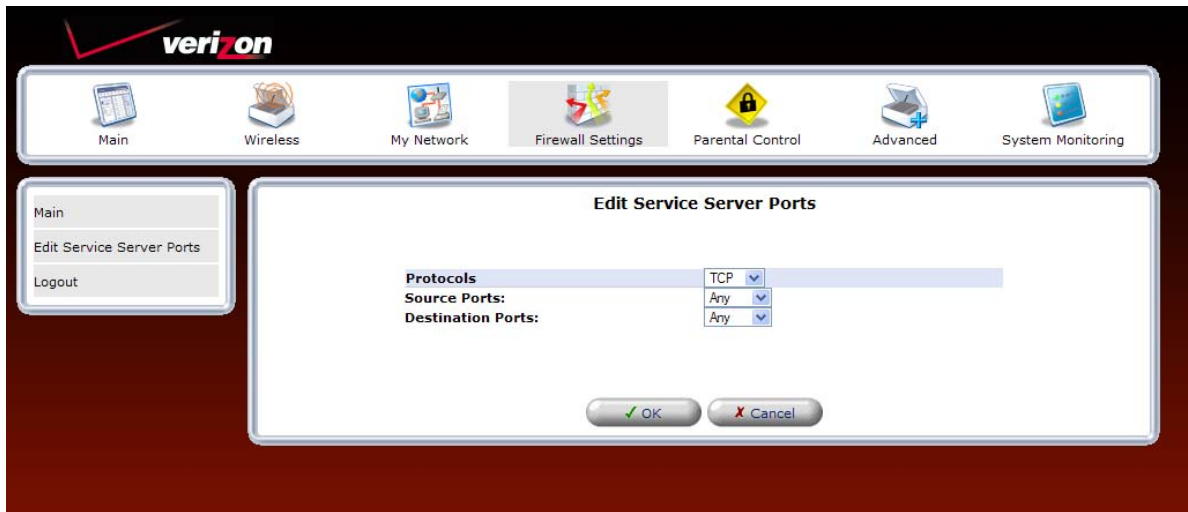 verizon
Main Wireless My Network Firewall Settings Parental Control Advanced System Monitoring
Main
Edit Service Server Ports
Logout
Edit Service Server Ports
Protocols TCP
Source Ports: Any
Destination Ports: Any
OK Cancel